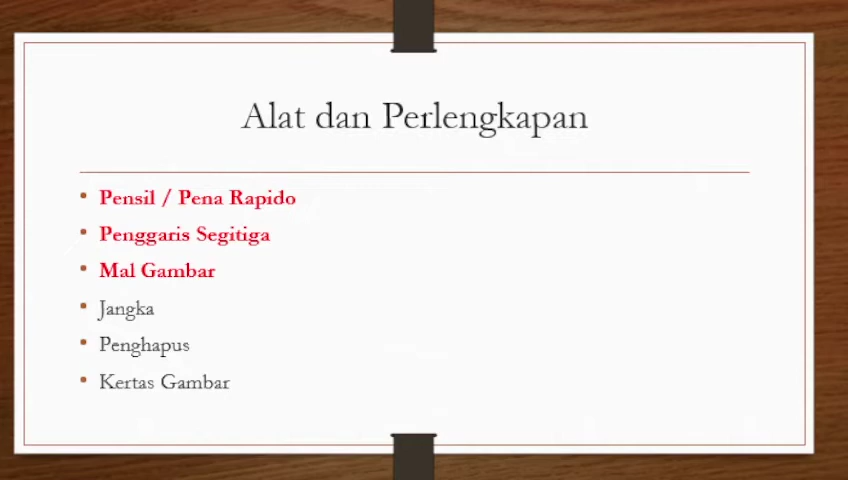 Alat dan Perlengkapan
• Pensil / Pena Rapido
• Penggaris Segitiga
• Mal Gambar
• Jangka
• Penghapus
• Kertas Gambar